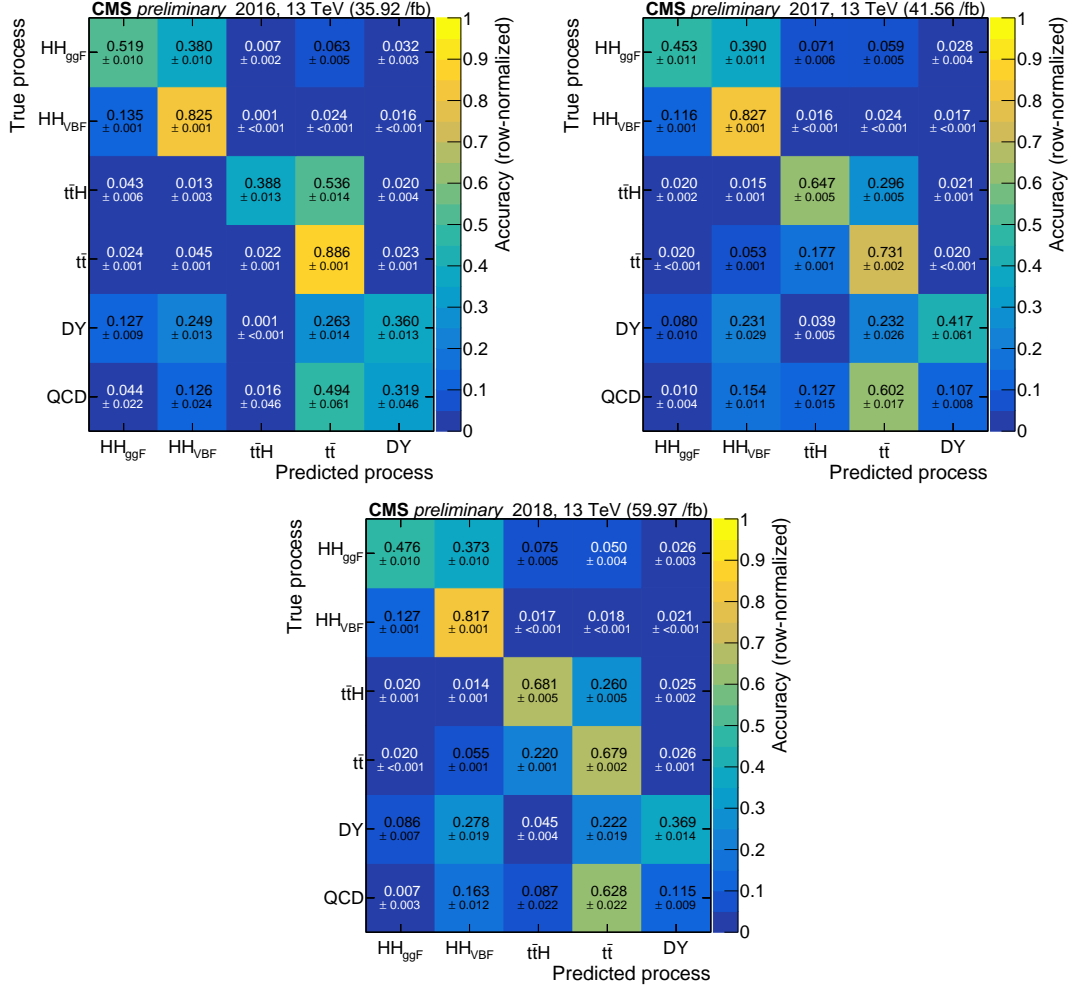 CMS preliminary 2016, 13 TeV (35.92 /fb)
True process
HH_ggF 0.519 0.380 0.007 0.063 0.032
± 0.010 ± 0.010 ± 0.002 ± 0.005 ± 0.003
HH_VBF 0.135 0.825 0.001 0.024 0.016
± 0.001 ± 0.001 ± <0.001 ± <0.001 ± <0.001
tt̄H 0.043 0.013 0.388 0.536 0.020
± 0.006 ± 0.003 ± 0.013 ± 0.014 ± 0.004
tt̄ 0.024 0.045 0.022 0.886 0.023
± 0.001 ± 0.001 ± 0.001 ± 0.001 ± 0.001
DY 0.127 0.249 0.001 0.263 0.360
± 0.009 ± 0.013 ± <0.001 ± 0.014 ± 0.013
QCD 0.044 0.126 0.016 0.494 0.319
± 0.022 ± 0.024 ± 0.046 ± 0.061 ± 0.046
HH_ggF HH_VBF tt̄H tt̄ DY
Predicted process
1
0.9
0.8
0.7
0.6
0.5
0.4
0.3
0.2
0.1
0
Accuracy (row-normalized)
CMS preliminary 2017, 13 TeV (41.56 /fb)
True process
HH_ggF 0.453 0.390 0.071 0.059 0.028
± 0.011 ± 0.011 ± 0.006 ± 0.005 ± 0.004
HH_VBF 0.116 0.827 0.016 0.024 0.017
± 0.001 ± 0.001 ± <0.001 ± <0.001 ± <0.001
tt̄H 0.020 0.015 0.647 0.296 0.021
± 0.002 ± 0.001 ± 0.005 ± 0.005 ± 0.001
tt̄ 0.020 0.053 0.177 0.731 0.020
± <0.001 ± 0.001 ± 0.001 ± 0.002 ± <0.001
DY 0.080 0.231 0.039 0.232 0.417
± 0.010 ± 0.029 ± 0.005 ± 0.026 ± 0.061
QCD 0.010 0.154 0.127 0.602 0.107
± 0.004 ± 0.011 ± 0.015 ± 0.017 ± 0.008
HH_ggF HH_VBF tt̄H tt̄ DY
Predicted process
1
0.9
0.8
0.7
0.6
0.5
0.4
0.3
0.2
0.1
0
Accuracy (row-normalized)
CMS preliminary 2018, 13 TeV (59.97 /fb)
True process
HH_ggF 0.476 0.373 0.075 0.050 0.026
± 0.010 ± 0.010 ± 0.005 ± 0.004 ± 0.003
HH_VBF 0.127 0.817 0.017 0.018 0.021
± 0.001 ± 0.001 ± <0.001 ± <0.001 ± <0.001
tt̄H 0.020 0.014 0.681 0.260 0.025
± 0.001 ± 0.001 ± 0.005 ± 0.005 ± 0.002
tt̄ 0.020 0.055 0.220 0.679 0.026
± <0.001 ± 0.001 ± 0.001 ± 0.002 ± 0.001
DY 0.086 0.278 0.045 0.222 0.369
± 0.007 ± 0.019 ± 0.004 ± 0.019 ± 0.014
QCD 0.007 0.163 0.087 0.628 0.115
± 0.003 ± 0.012 ± 0.022 ± 0.022 ± 0.009
HH_ggF HH_VBF tt̄H tt̄ DY
Predicted process
1
0.9
0.8
0.7
0.6
0.5
0.4
0.3
0.2
0.1
0
Accuracy (row-normalized)